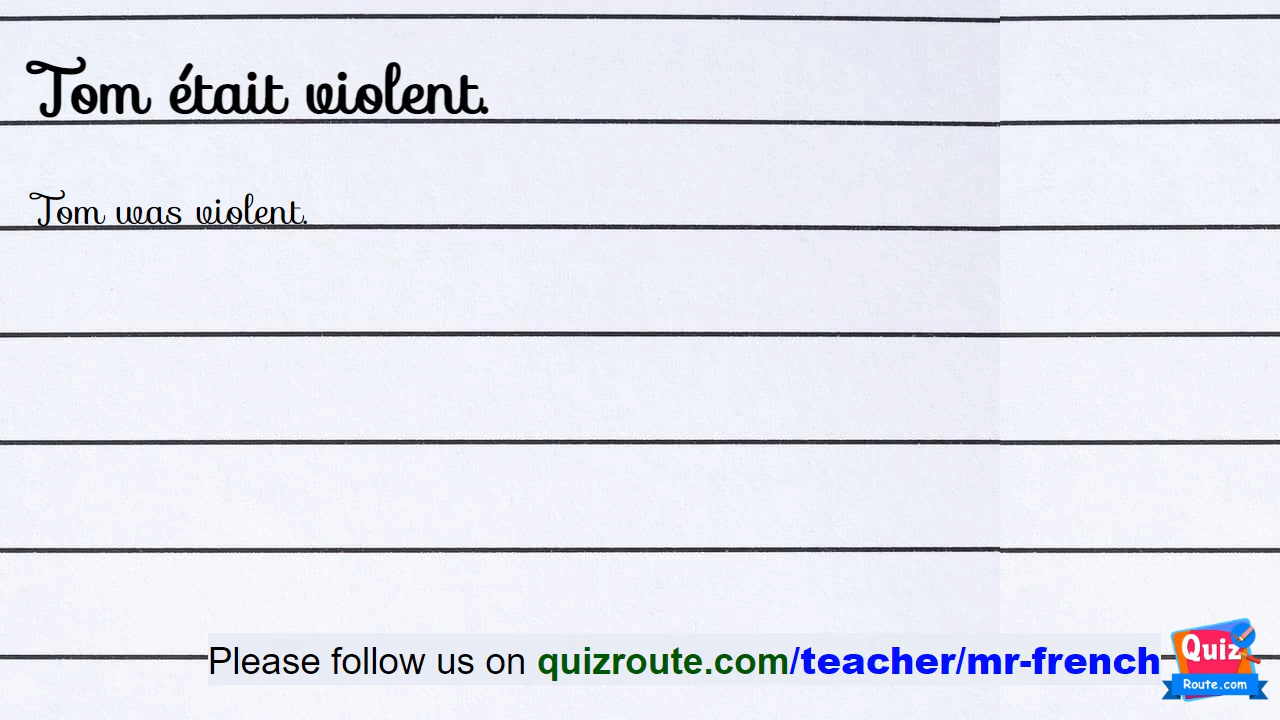 Tom était violent.
Tom was violent.
Please follow us on quizroute.com/teacher/mr-french
Quiz
Route.com